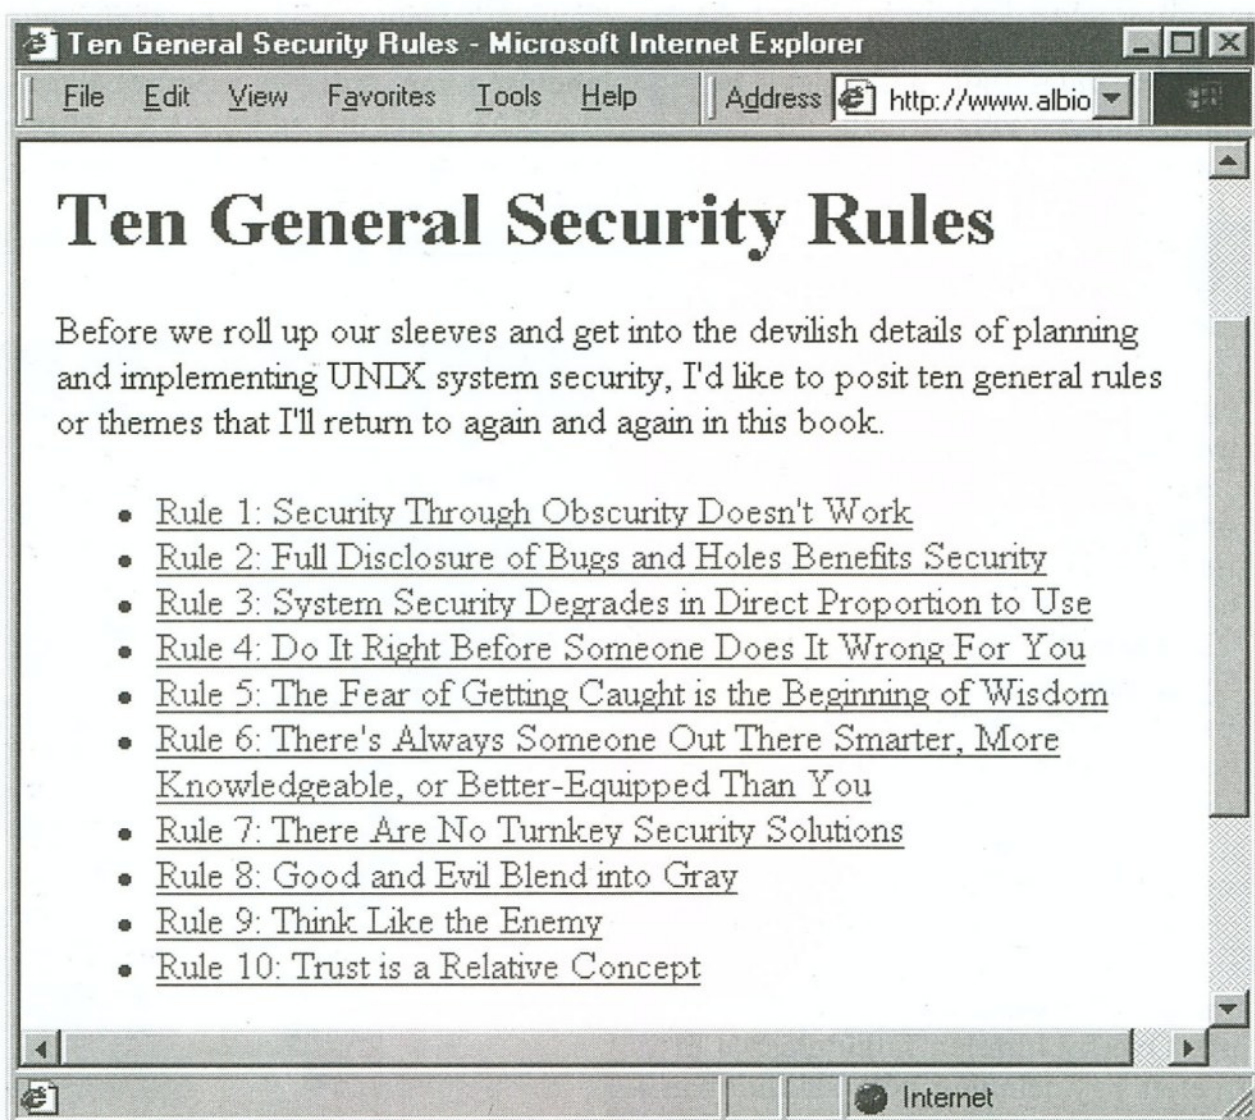 Ten General Security Rules - Microsoft Internet Explorer
File Edit View Favorites Tools Help Address http://www.albio
Ten General Security Rules
Before we roll up our sleeves and get into the devilish details of planning
and implementing UNIX system security, I'd like to posit ten general rules
or themes that I'll return to again and again in this book.
• Rule 1: Security Through Obscurity Doesn't Work
• Rule 2: Full Disclosure of Bugs and Holes Benefits Security
• Rule 3: System Security Degrades in Direct Proportion to Use
• Rule 4: Do It Right Before Someone Does It Wrong For You
• Rule 5: The Fear of Getting Caught is the Beginning of Wisdom
• Rule 6: There's Always Someone Out There Smarter, More
Knowledgeable, or Better-Equipped Than You
• Rule 7: There Are No Turnkey Security Solutions
• Rule 8: Good and Evil Blend into Gray
• Rule 9: Think Like the Enemy
• Rule 10: Trust is a Relative Concept
Internet